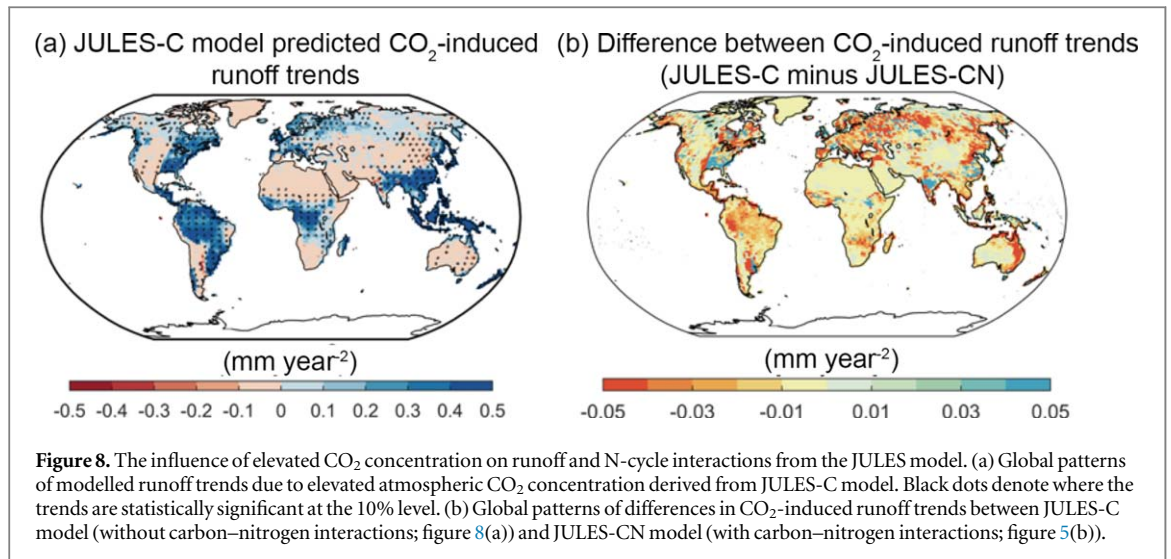 (a) JULES-C model predicted CO₂-induced
runoff trends
(b) Difference between CO₂-induced runoff trends
(JULES-C minus JULES-CN)
(mm year⁻²)
-0.5 -0.4 -0.3 -0.2 -0.1 0 0.1 0.2 0.3 0.4 0.5
(mm year⁻²)
-0.05 -0.03 -0.01 0.01 0.03 0.05
Figure 8. The influence of elevated CO₂ concentration on runoff and N-cycle interactions from the JULES model. (a) Global patterns
of modelled runoff trends due to elevated atmospheric CO₂ concentration derived from JULES-C model. Black dots denote where the
trends are statistically significant at the 10% level. (b) Global patterns of differences in CO₂-induced runoff trends between JULES-C
model (without carbon–nitrogen interactions; figure 8(a)) and JULES-CN model (with carbon–nitrogen interactions; figure 5(b)).